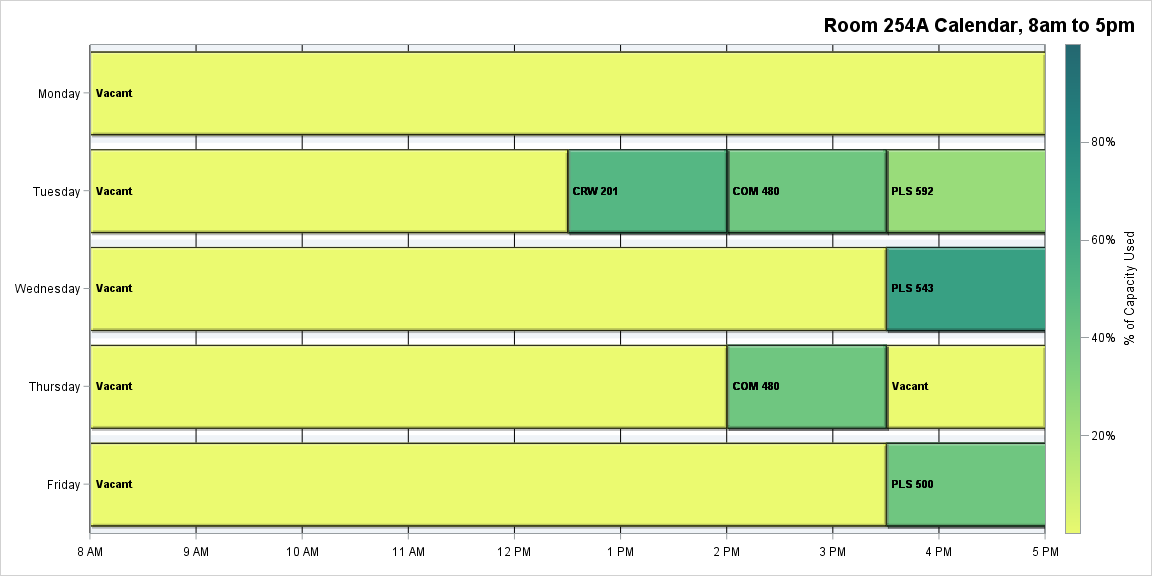 Room 254A Calendar, 8am to 5pm
Monday
Vacant
Tuesday
Vacant
CRW 201
COM 480
PLS 592
Wednesday
Vacant
PLS 543
Thursday
Vacant
COM 480
Vacant
Friday
Vacant
PLS 500
8 AM
9 AM
10 AM
11 AM
12 PM
1 PM
2 PM
3 PM
4 PM
5 PM
80%
60%
40%
20%
% of Capacity Used